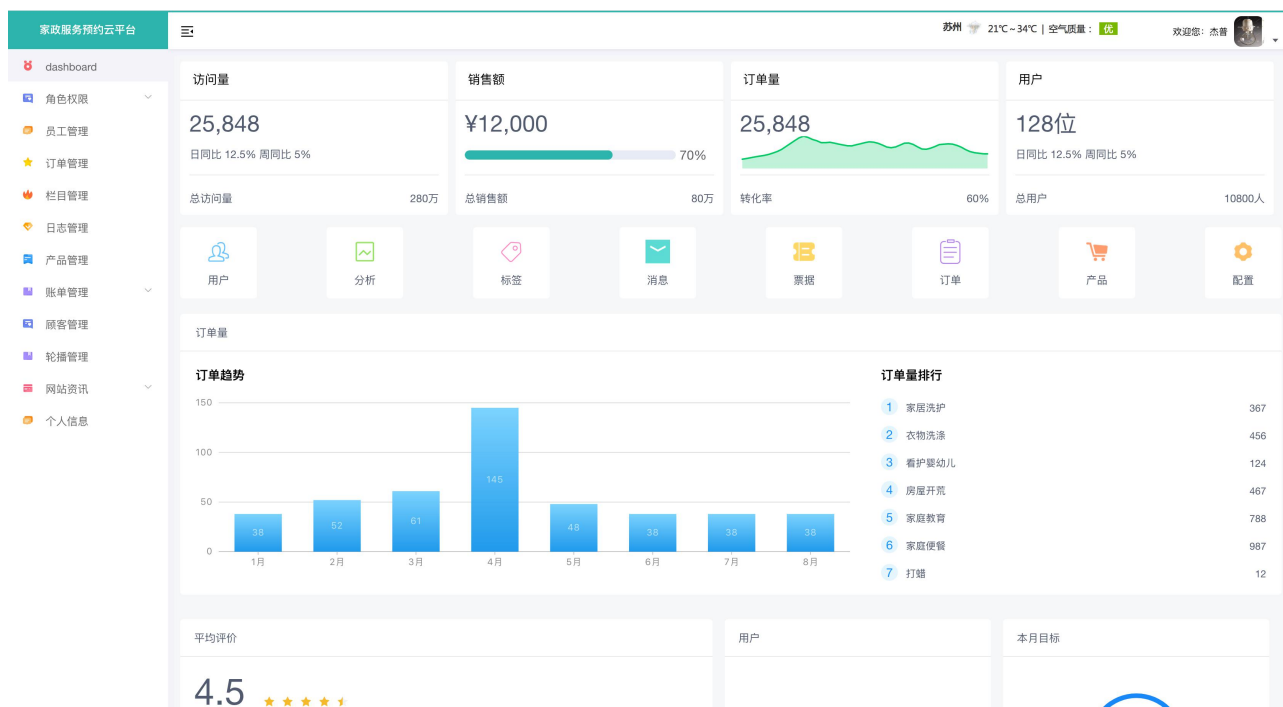 家政服务预约云平台
苏州 21℃~34℃ | 空气质量： 优
欢迎您：杰普
dashboard
角色权限
员工管理
订单管理
栏目管理
日志管理
产品管理
账单管理
顾客管理
轮播管理
网站资讯
个人信息
访问量
25,848
日同比 12.5% 周同比 5%
总访问量 280万
销售额
¥12,000
70%
总销售额 80万
订单量
25,848
转化率 60%
用户
128位
日同比 12.5% 周同比 5%
总用户 10800人
用户
分析
标签
消息
票据
订单
产品
配置
订单量
订单趋势
150
100
50
0
38
52
61
145
48
38
38
38
1月 2月 3月 4月 5月 6月 7月 8月
订单量排行
1 家居洗护 367
2 衣物洗涤 456
3 看护婴幼儿 124
4 房屋开荒 467
5 家庭教育 788
6 家庭便餐 987
7 打蜡 12
平均评价
4.5
用户
本月目标